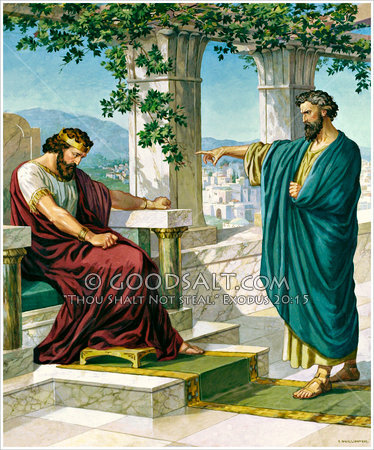 © GOODSALT.COM
"THOU SHALT NOT STEAL," EXODUS 20:15